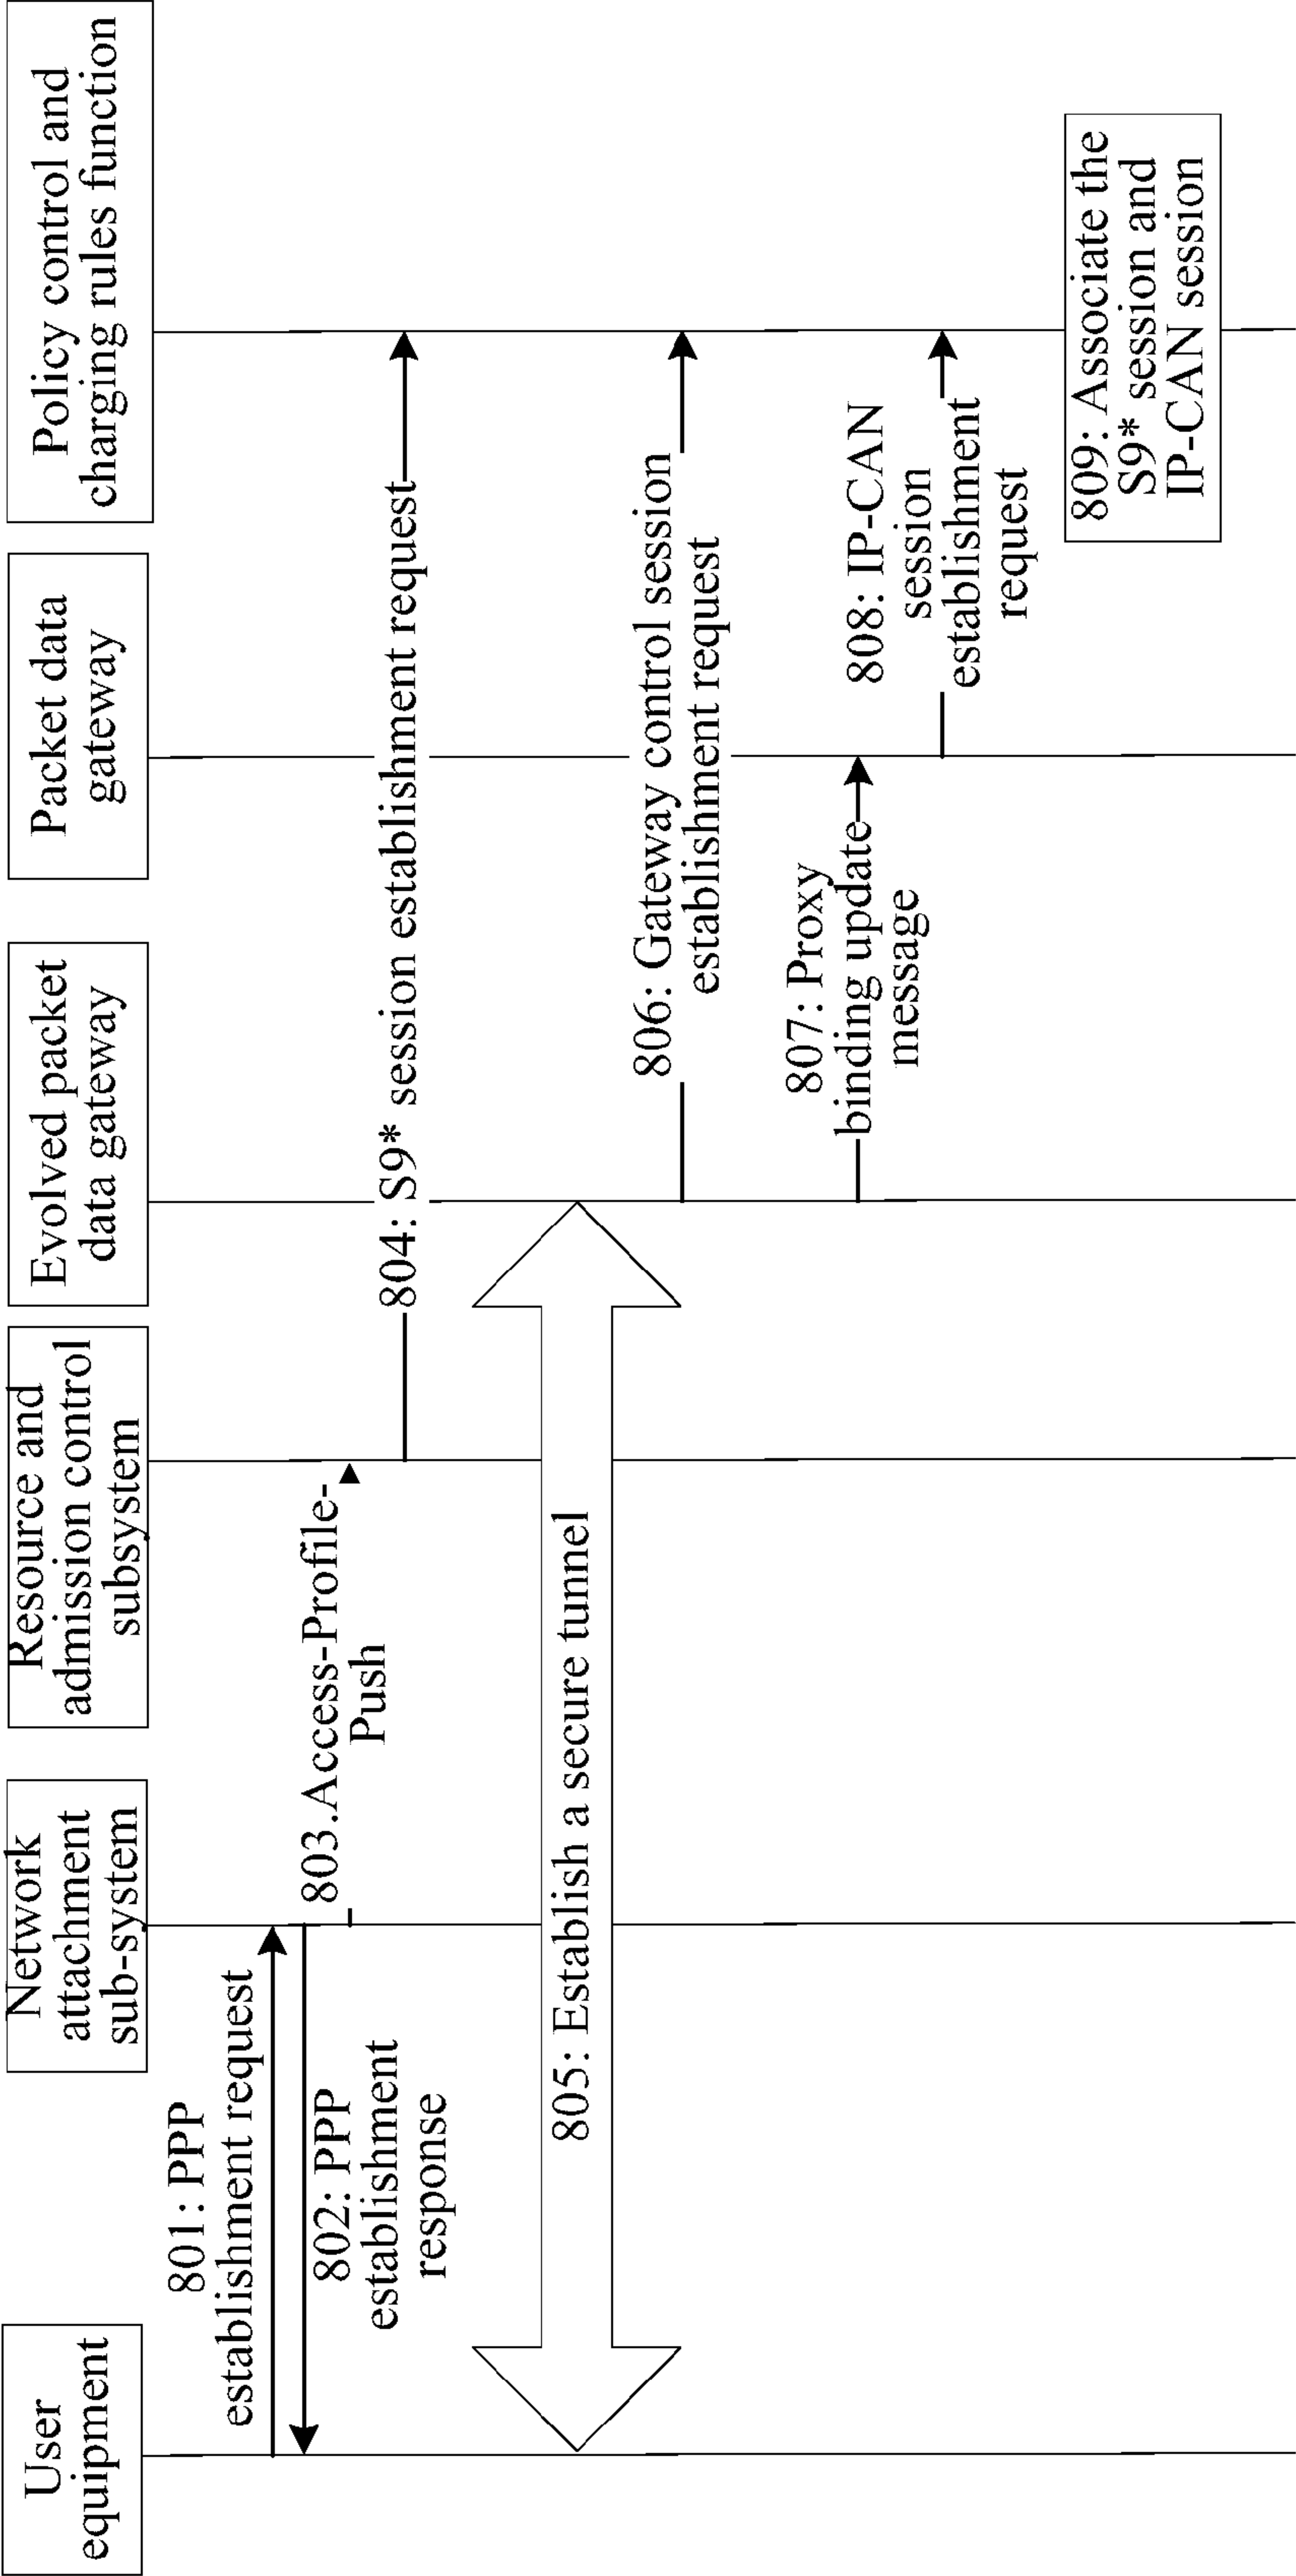 User
equipment
Network
attachment
sub-system
Resource and
admission control
subsystem
Evolved packet
data gateway
Packet data
gateway
Policy control and
charging rules function
801: PPP
establishment request
802: PPP
establishment
response
803.Access-Profile-
Push
804: S9* session establishment request
805: Establish a secure tunnel
806: Gateway control session
establishment request
807: Proxy
binding update
message
808: IP-CAN
session
establishment
request
809: Associate the
S9* session and
IP-CAN session